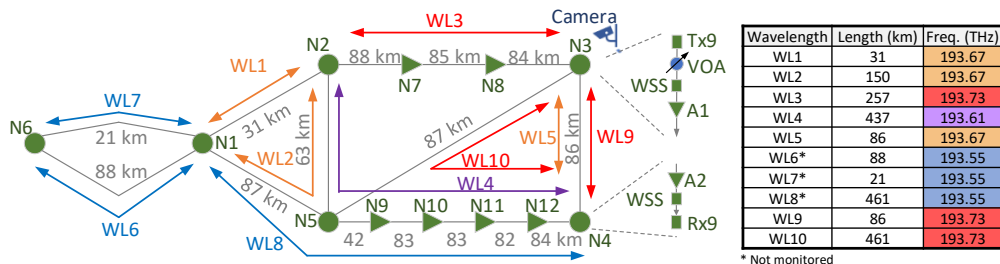 WL3
Camera
N2
N3
Tx9
88 km
85 km
84 km
VOA
WL1
N7
N8
WSS
WL7
A1
N6
N1
31 km
21 km
87 km
WL5
86 km
WL9
WL2
63 km
88 km
WL10
A2
WL4
87 km
WSS
WL6
N5
N9
N10
N11
N12
Rx9
WL8
42
83
83
82
84 km
N4
Wavelength Length (km) Freq. (THz)
WL1 31 193.67
WL2 150 193.67
WL3 257 193.73
WL4 437 193.61
WL5 86 193.67
WL6* 88 193.55
WL7* 21 193.55
WL8* 461 193.55
WL9 86 193.73
WL10 461 193.73
* Not monitored